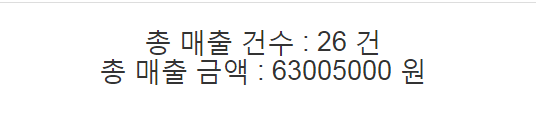 총 매출 건수 : 26 건
총 매출 금액 : 63005000 원